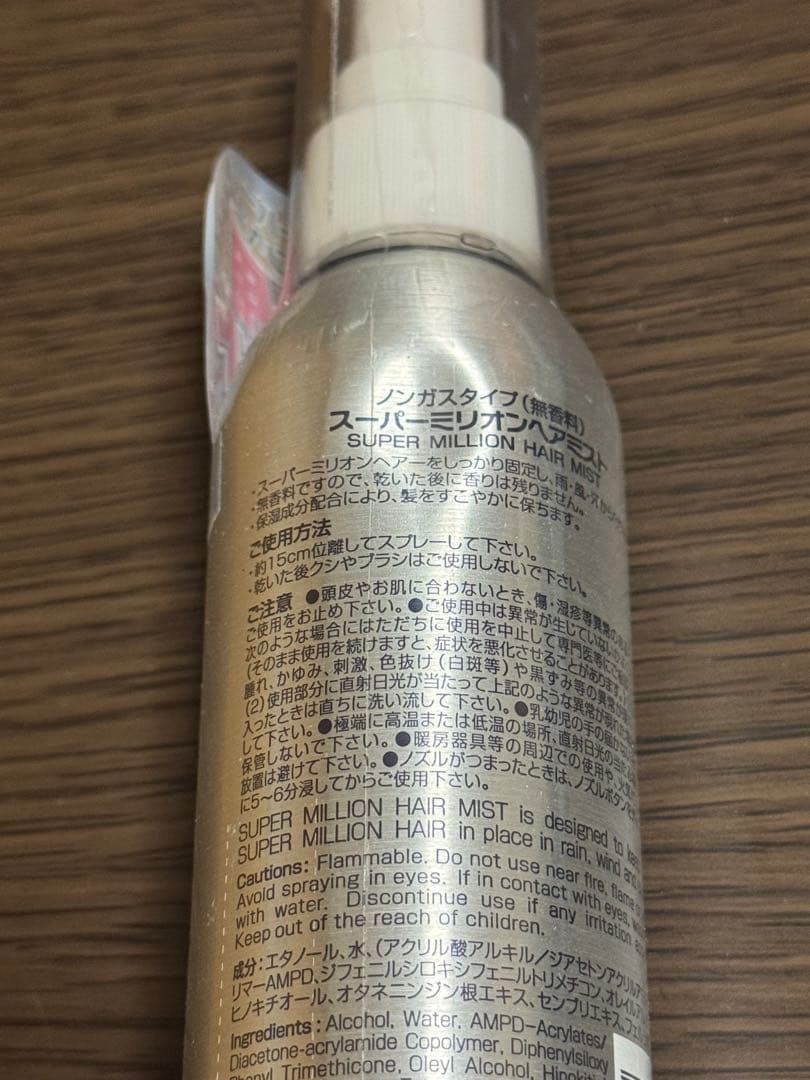 ノンガスタイプ(無香料)
スーパーミリオンヘアミスト
SUPER MILLION HAIR MIST
・スーパーミリオンヘアーをしっかり固定し、雨・風・汗から
・無香料ですので、乾いた後に香りは残りません。
・保湿成分配合により、髪をすこやかに保ちます。
ご使用方法
・約15cm位離してスプレーして下さい。
・乾いた後クシやブラシはご使用しないで下さい。
ご注意 ●頭皮やお肌に合わないとき、傷・湿疹等異常の
ご使用をお止め下さい。●ご使用中は異常が生じていない
次のような場合にはただちに使用を中止して専門医等に
(そのまま使用を続けますと、症状を悪化させることがあります。
腫れ、かゆみ、刺激、色抜け(白斑等)や黒ずみ等の異常が
(2)使用部分に直射日光が当たって上記のような異常が現れた
入ったときは直ちに洗い流して下さい。●乳幼児の手の届か
して下さい。●極端に高温または低温の場所、直射日光の当たる
保管しないで下さい。●暖房器具等の周辺での使用や、火気
放置は避けて下さい。●ノズルがつまったときは、ノズルボタンを
に5〜6分浸してからご使用下さい。
SUPER MILLION HAIR MIST is designed to
SUPER MILLION HAIR in place in rain, wind and
Cautions: Flammable. Do not use near fire, flame
Avoid spraying in eyes. If in contact with eyes,
with water. Discontinue use if any irritation
Keep out of the reach of children.
成分:エタノール、水、(アクリル酸アルキル/ジアセトンアクリルア
リマーAMPD、ジフェニルシロキシフェニルトリメチコン、オレイルア
ヒノキチオール、オタネニンジン根エキス、センブリエキス、フェ
Ingredients: Alcohol, Water, AMPD-Acrylates/
Diacetone-acrylamide Copolymer, Diphenylsiloxy
Phenyl Trimethicone, Oleyl Alcohol, Hinokiti